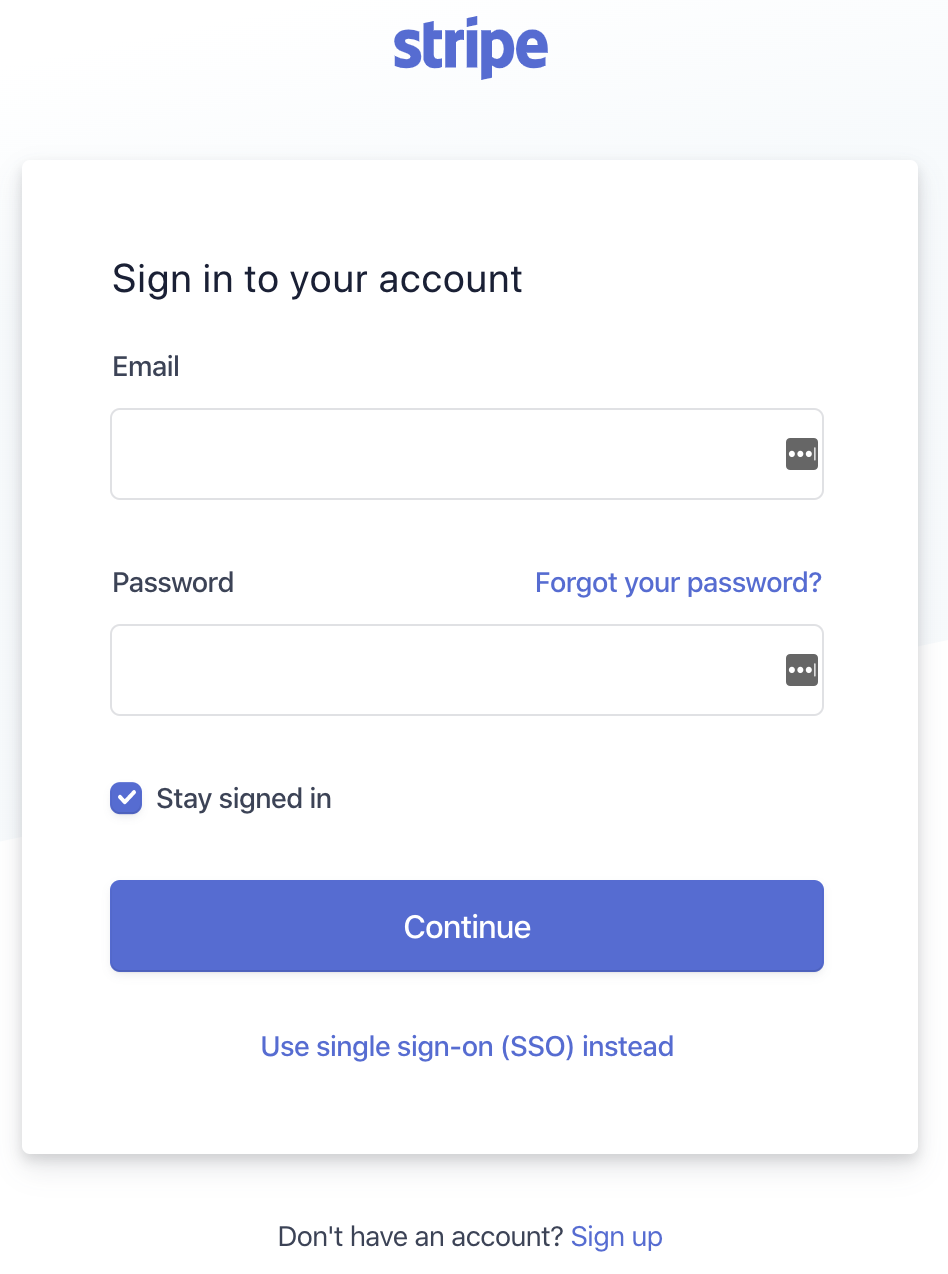 stripe
Sign in to your account
Email
Password Forgot your password?
Stay signed in
Continue
Use single sign-on (SSO) instead
Don't have an account? Sign up